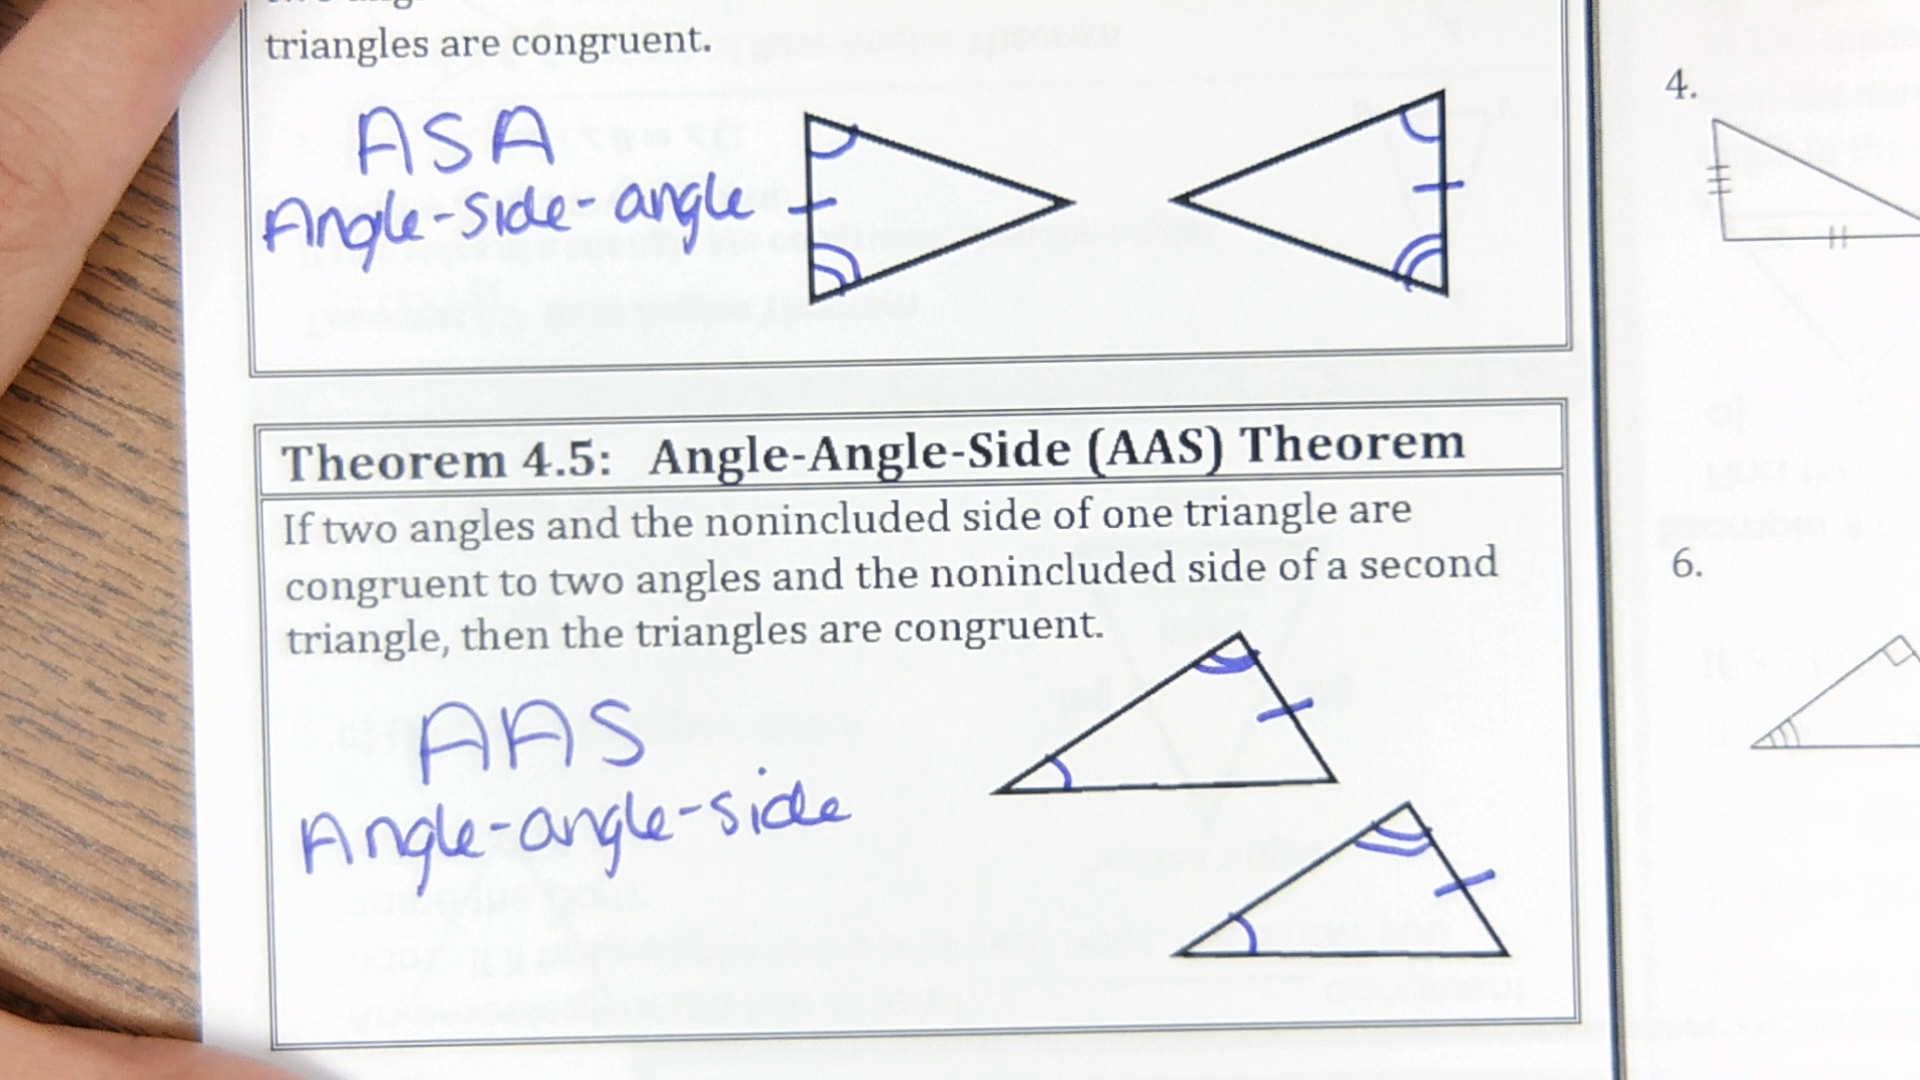 triangles are congruent.
ASA
Angle-side-angle
Theorem 4.5: Angle-Angle-Side (AAS) Theorem
If two angles and the nonincluded side of one triangle are
congruent to two angles and the nonincluded side of a second
triangle, then the triangles are congruent.
AAS
Angle-angle-side
4.
6.